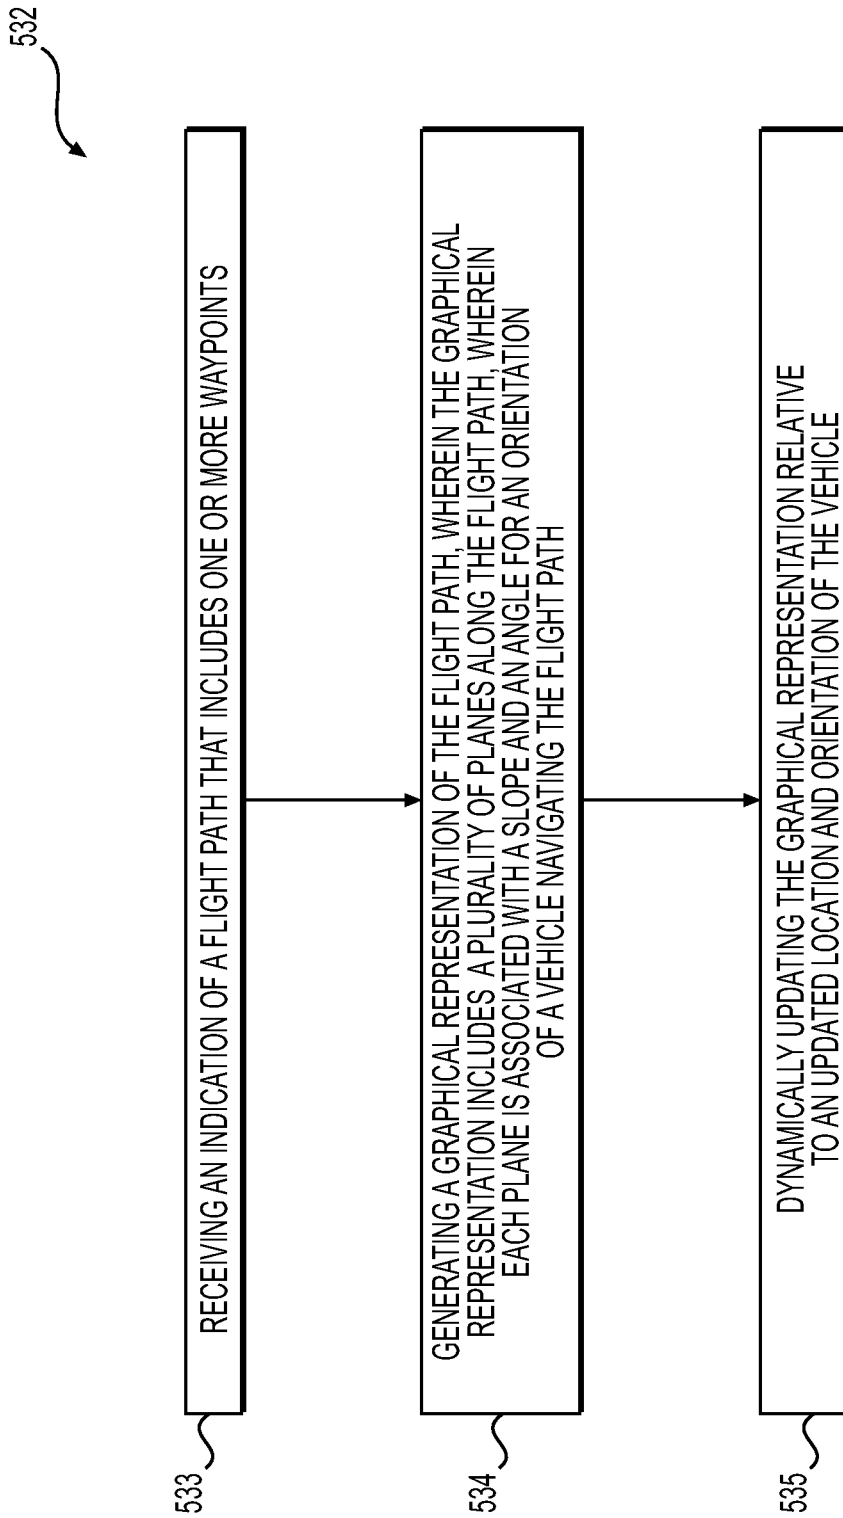 532
533
RECEIVING AN INDICATION OF A FLIGHT PATH THAT INCLUDES ONE OR MORE WAYPOINTS
534
GENERATING A GRAPHICAL REPRESENTATION OF THE FLIGHT PATH, WHEREIN THE GRAPHICAL
REPRESENTATION INCLUDES A PLURALITY OF PLANES ALONG THE FLIGHT PATH, WHEREIN
EACH PLANE IS ASSOCIATED WITH A SLOPE AND AN ANGLE FOR AN ORIENTATION
OF A VEHICLE NAVIGATING THE FLIGHT PATH
535
DYNAMICALLY UPDATING THE GRAPHICAL REPRESENTATION RELATIVE
TO AN UPDATED LOCATION AND ORIENTATION OF THE VEHICLE